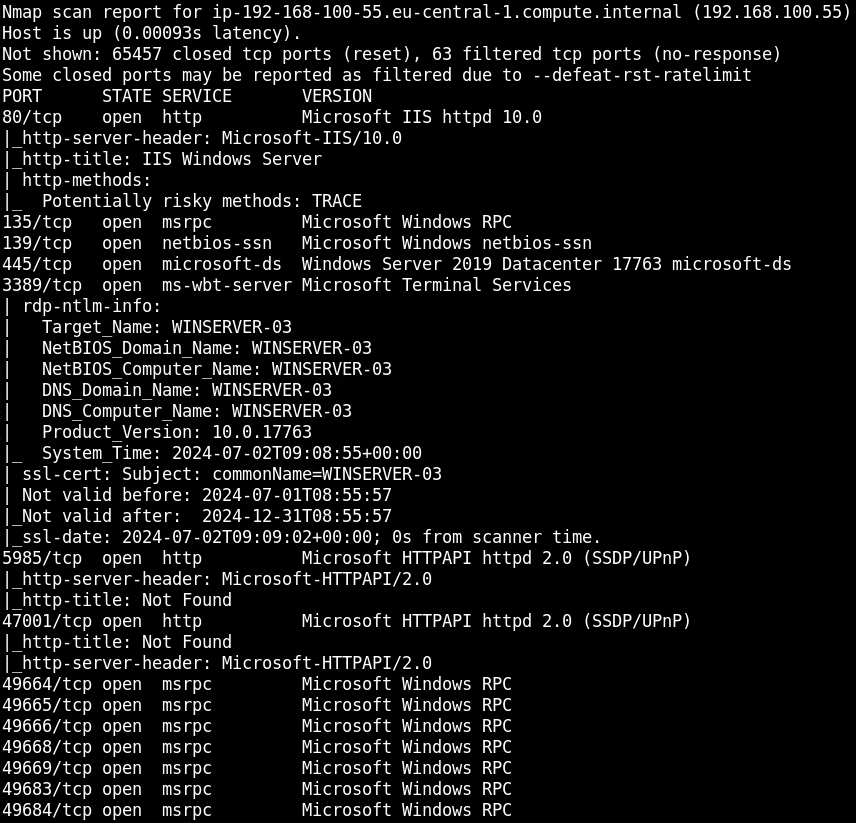 Nmap scan report for ip-192-168-100-55.eu-central-1.compute.internal (192.168.100.55)
Host is up (0.00093s latency).
Not shown: 65457 closed tcp ports (reset), 63 filtered tcp ports (no-response)
Some closed ports may be reported as filtered due to --defeat-rst-ratelimit
PORT      STATE SERVICE       VERSION
80/tcp    open  http          Microsoft IIS httpd 10.0
|_http-server-header: Microsoft-IIS/10.0
|_http-title: IIS Windows Server
| http-methods:
|_  Potentially risky methods: TRACE
135/tcp   open  msrpc         Microsoft Windows RPC
139/tcp   open  netbios-ssn   Microsoft Windows netbios-ssn
445/tcp   open  microsoft-ds  Windows Server 2019 Datacenter 17763 microsoft-ds
3389/tcp  open  ms-wbt-server Microsoft Terminal Services
| rdp-ntlm-info:
|   Target_Name: WINSERVER-03
|   NetBIOS_Domain_Name: WINSERVER-03
|   NetBIOS_Computer_Name: WINSERVER-03
|   DNS_Domain_Name: WINSERVER-03
|   DNS_Computer_Name: WINSERVER-03
|   Product_Version: 10.0.17763
|_  System_Time: 2024-07-02T09:08:55+00:00
| ssl-cert: Subject: commonName=WINSERVER-03
| Not valid before: 2024-07-01T08:55:57
|_Not valid after:  2024-12-31T08:55:57
|_ssl-date: 2024-07-02T09:09:02+00:00; 0s from scanner time.
5985/tcp  open  http          Microsoft HTTPAPI httpd 2.0 (SSDP/UPnP)
|_http-server-header: Microsoft-HTTPAPI/2.0
|_http-title: Not Found
47001/tcp open  http          Microsoft HTTPAPI httpd 2.0 (SSDP/UPnP)
|_http-title: Not Found
|_http-server-header: Microsoft-HTTPAPI/2.0
49664/tcp open  msrpc         Microsoft Windows RPC
49665/tcp open  msrpc         Microsoft Windows RPC
49666/tcp open  msrpc         Microsoft Windows RPC
49668/tcp open  msrpc         Microsoft Windows RPC
49669/tcp open  msrpc         Microsoft Windows RPC
49683/tcp open  msrpc         Microsoft Windows RPC
49684/tcp open  msrpc         Microsoft Windows RPC